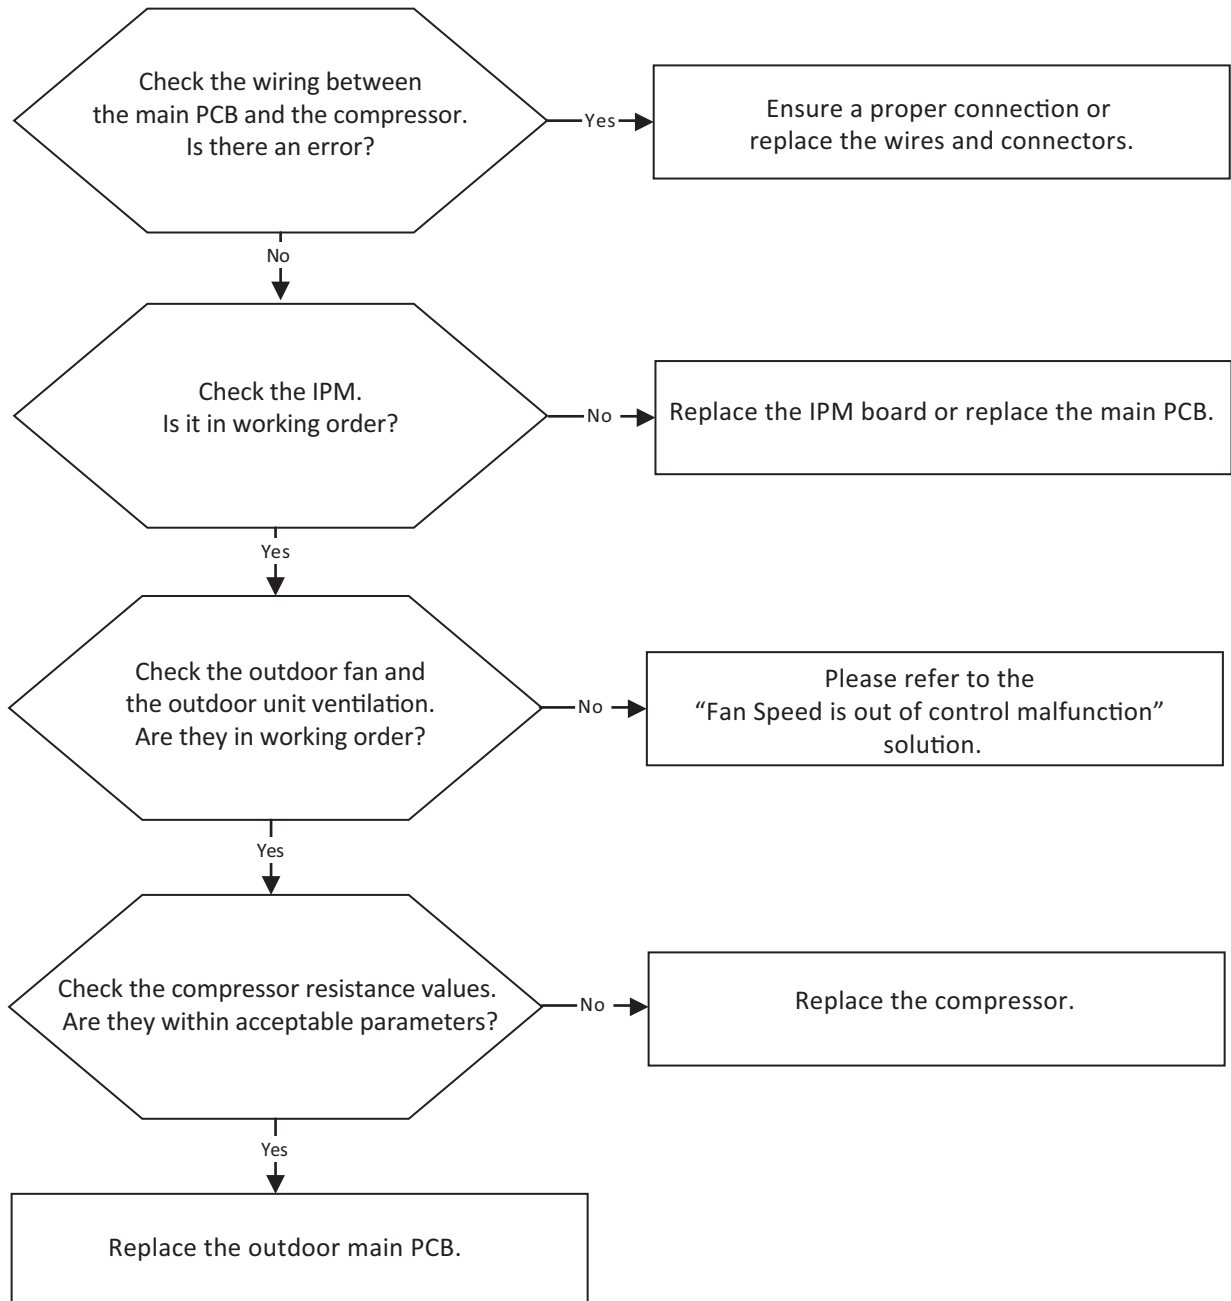 Check the wiring between
the main PCB and the compressor.
Is there an error?
Yes
Ensure a proper connection or
replace the wires and connectors.
No
Check the IPM.
Is it in working order?
No
Replace the IPM board or replace the main PCB.
Yes
Check the outdoor fan and
the outdoor unit ventilation.
Are they in working order?
No
Please refer to the
“Fan Speed is out of control malfunction”
solution.
Yes
Check the compressor resistance values.
Are they within acceptable parameters?
No
Replace the compressor.
Yes
Replace the outdoor main PCB.